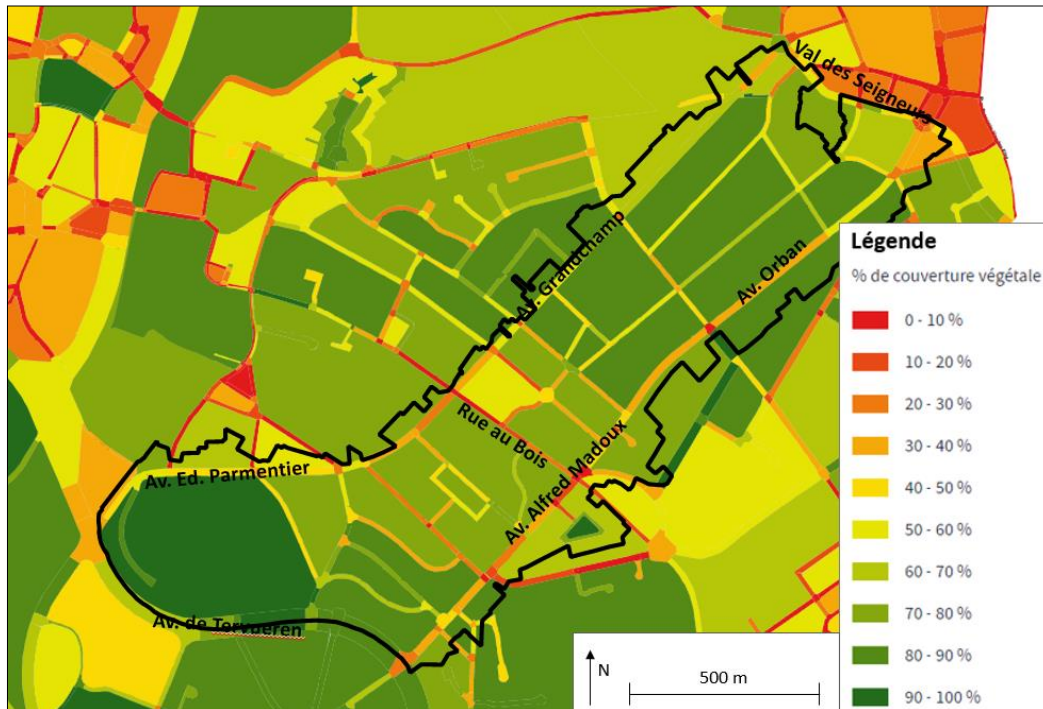 Val des Seigneurs
Av. Grandchamp
Av. Orban
Rue au Bois
Av. Alfred Madoux
Av. Ed. Parmentier
Av. de Tervueren
Légende
% de couverture végétale
0 - 10 %
10 - 20 %
20 - 30 %
30 - 40 %
40 - 50 %
50 - 60 %
60 - 70 %
70 - 80 %
80 - 90 %
90 - 100 %
N
500 m